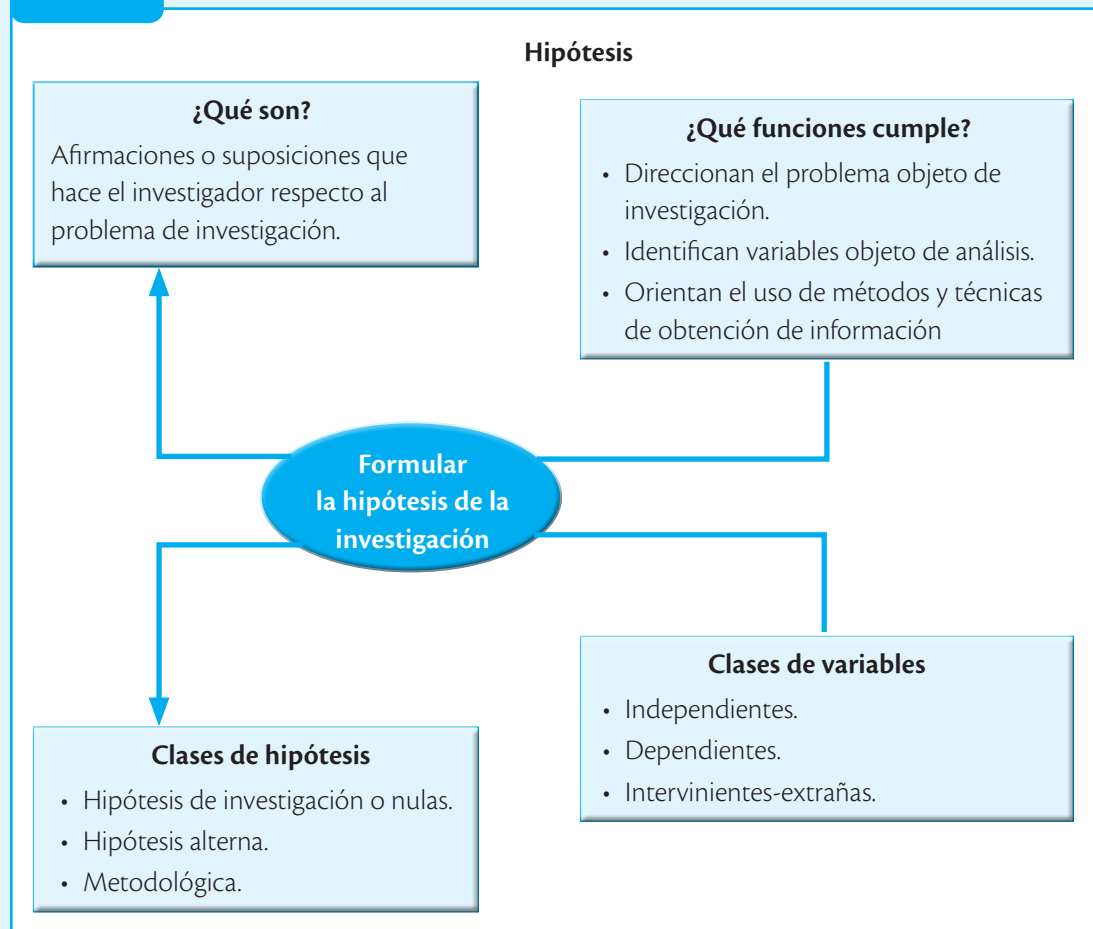 Hipótesis
¿Qué son?
Afirmaciones o suposiciones que
hace el investigador respecto al
problema de investigación.
¿Qué funciones cumple?
• Direccionan el problema objeto de
investigación.
• Identifican variables objeto de análisis.
• Orientan el uso de métodos y técnicas
de obtención de información
Formular
la hipótesis de la
investigación
Clases de hipótesis
• Hipótesis de investigación o nulas.
• Hipótesis alterna.
• Metodológica.
Clases de variables
• Independientes.
• Dependientes.
• Intervinientes-extrañas.